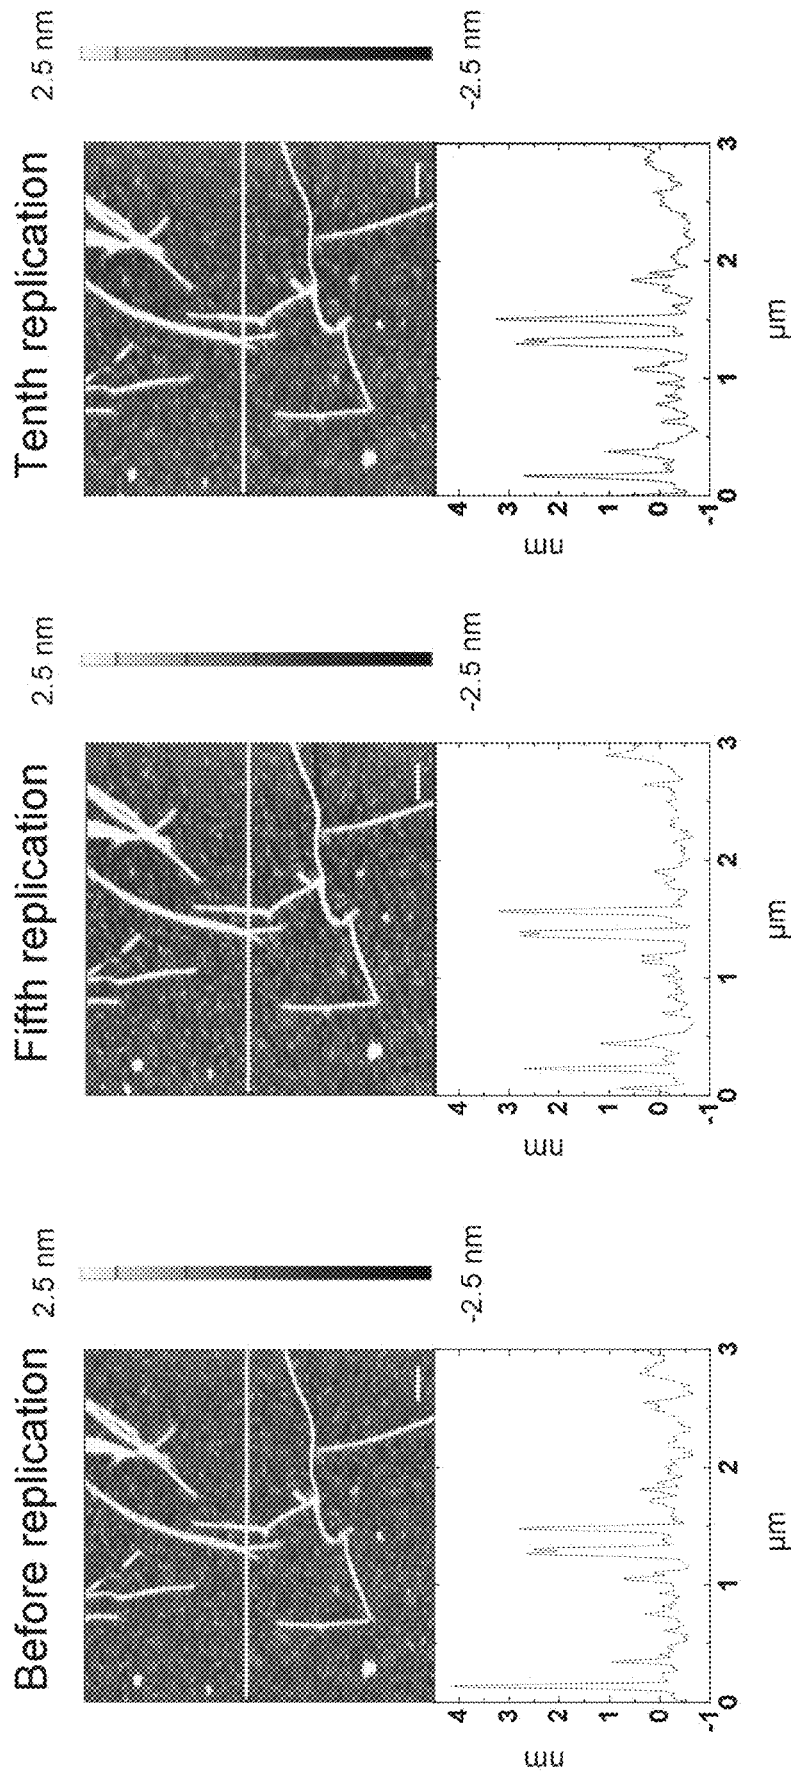 Before replication
2.5 nm
-2.5 nm
nm
4
3
2
1
0
-1
0 1 2 3
µm
Fifth replication
2.5 nm
-2.5 nm
nm
4
3
2
1
0
-1
0 1 2 3
µm
Tenth replication
2.5 nm
-2.5 nm
nm
4
3
2
1
0
-1
0 1 2 3
µm